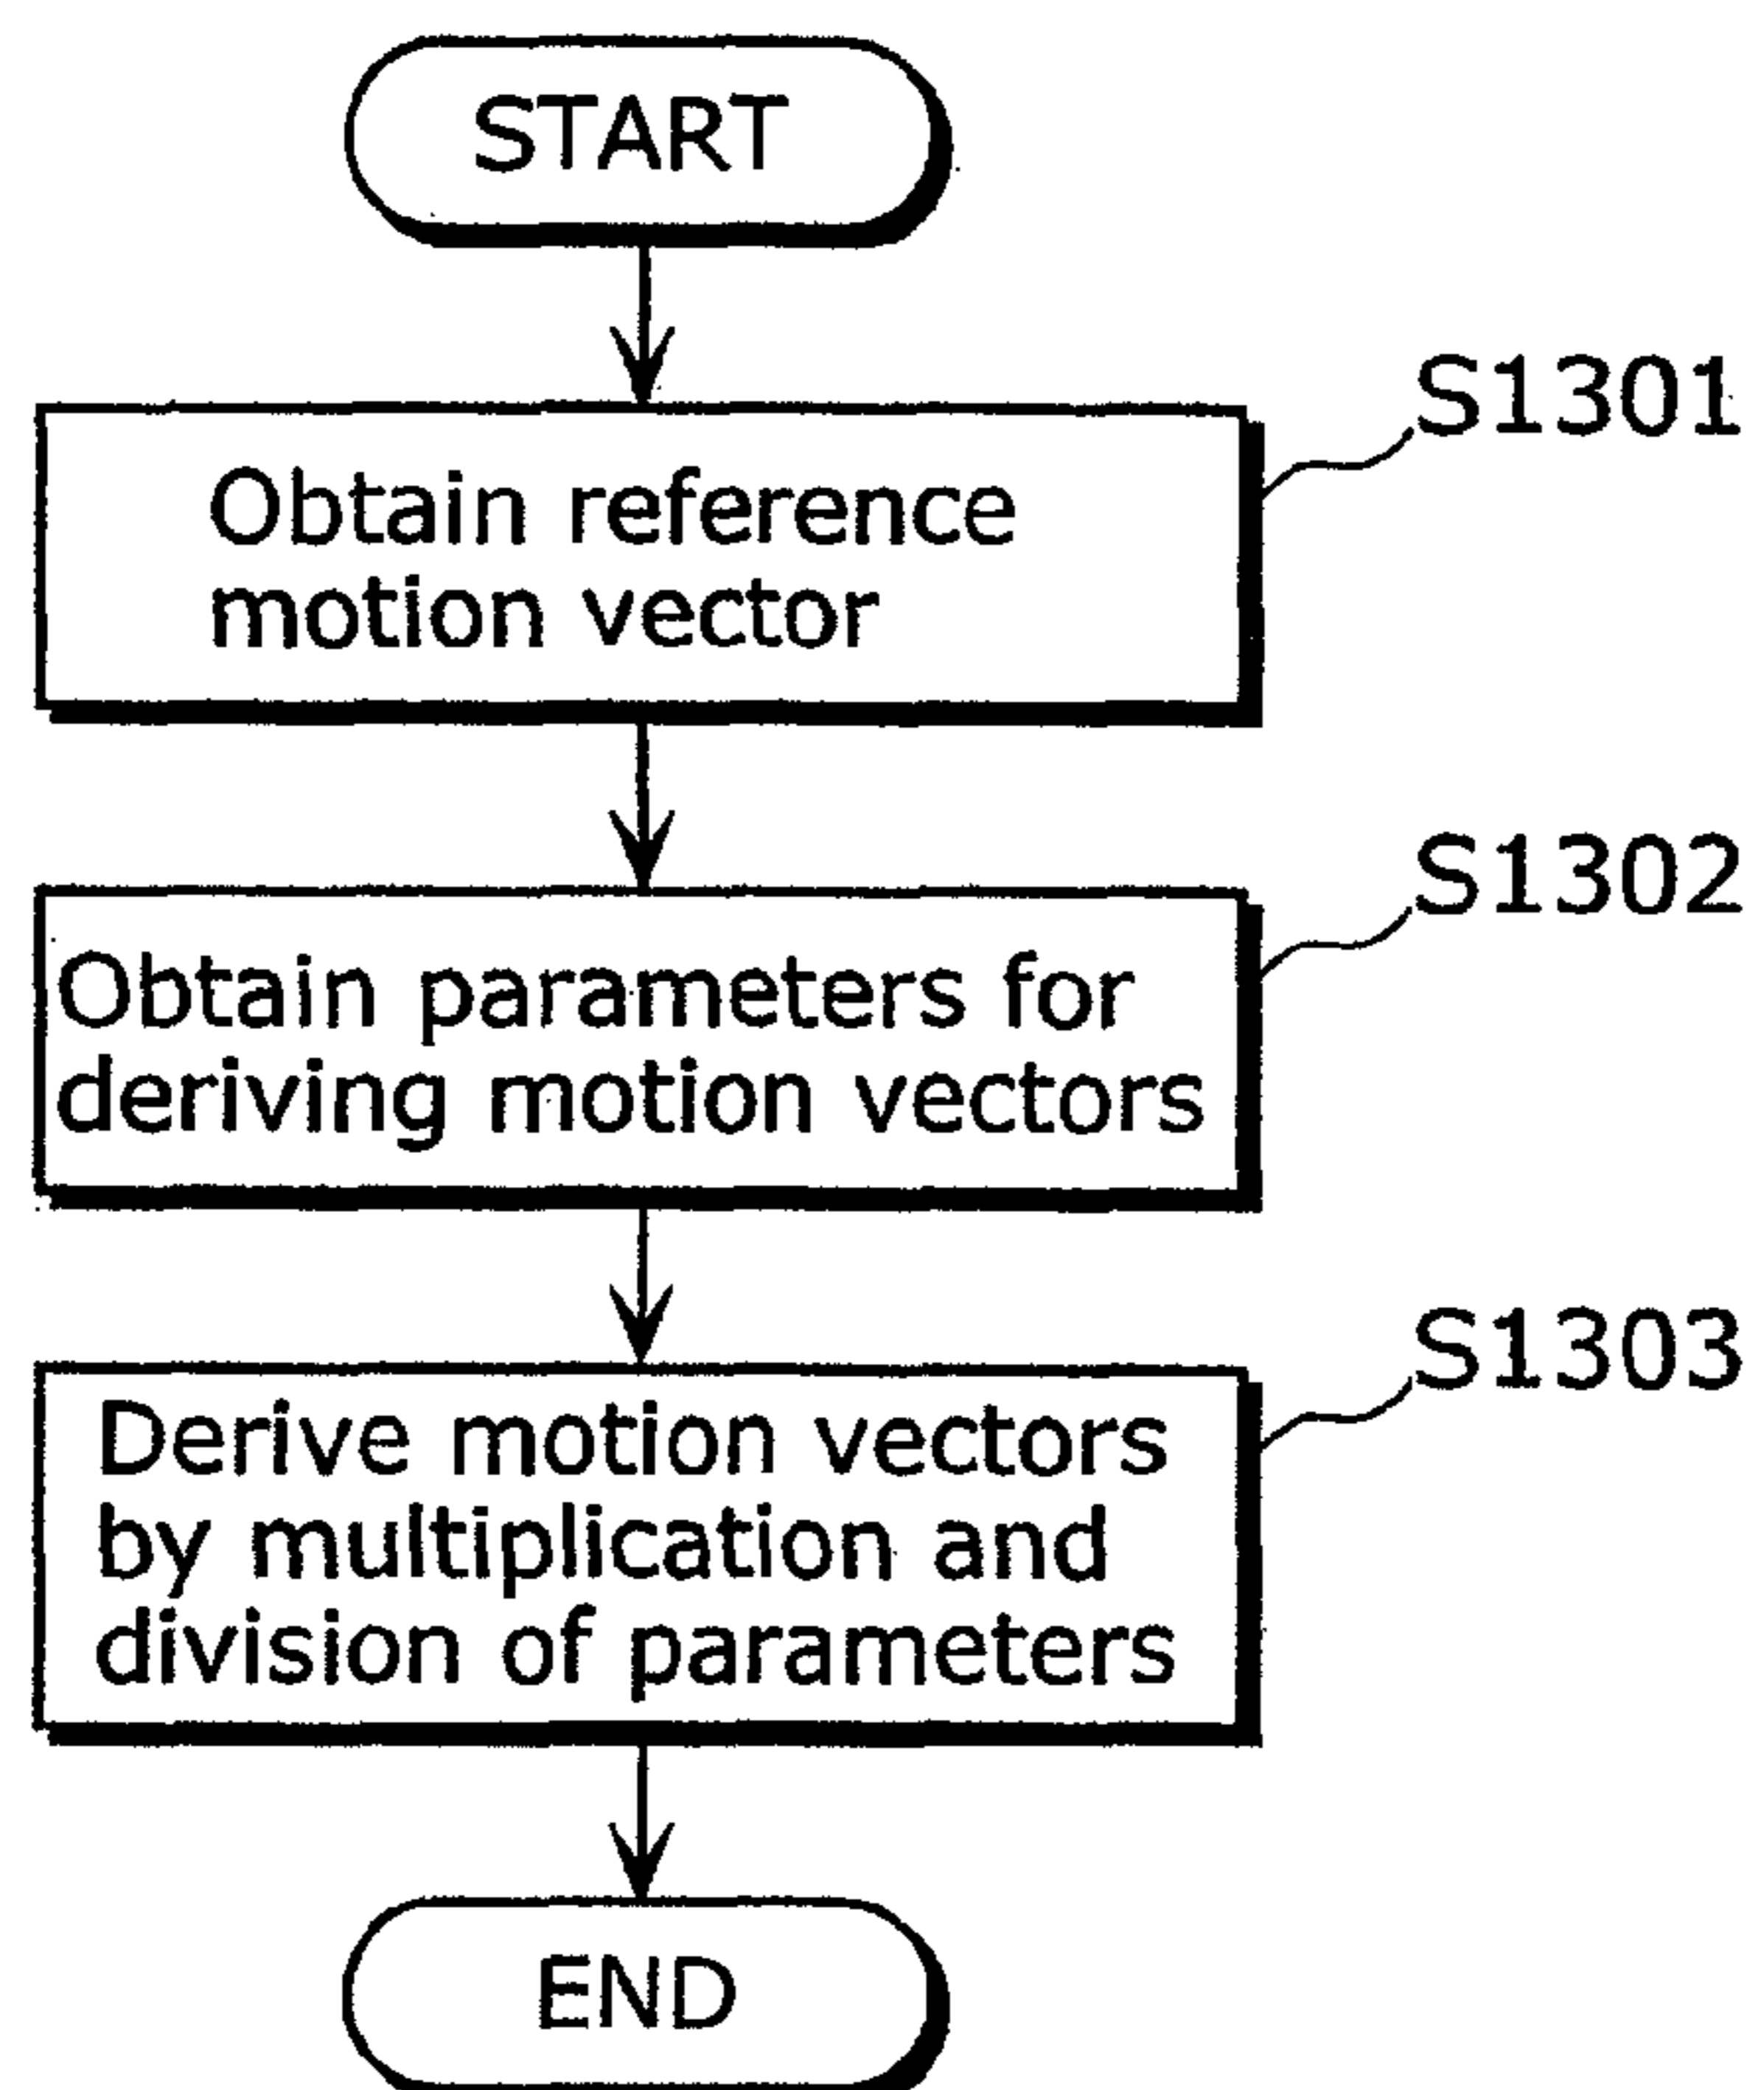 START
S1301
Obtain reference
motion vector
S1302
Obtain parameters for
deriving motion vectors
S1303
Derive motion vectors
by multiplication and
division of parameters
END